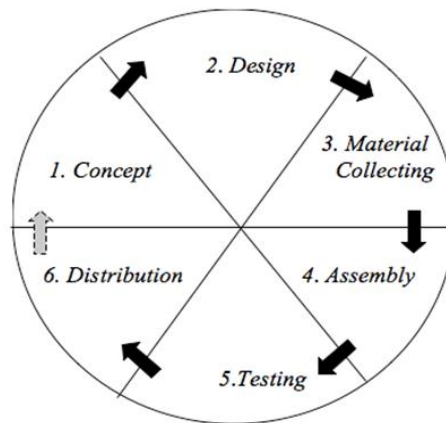 1. Concept
2. Design
3. Material
Collecting
4. Assembly
5.Testing
6. Distribution